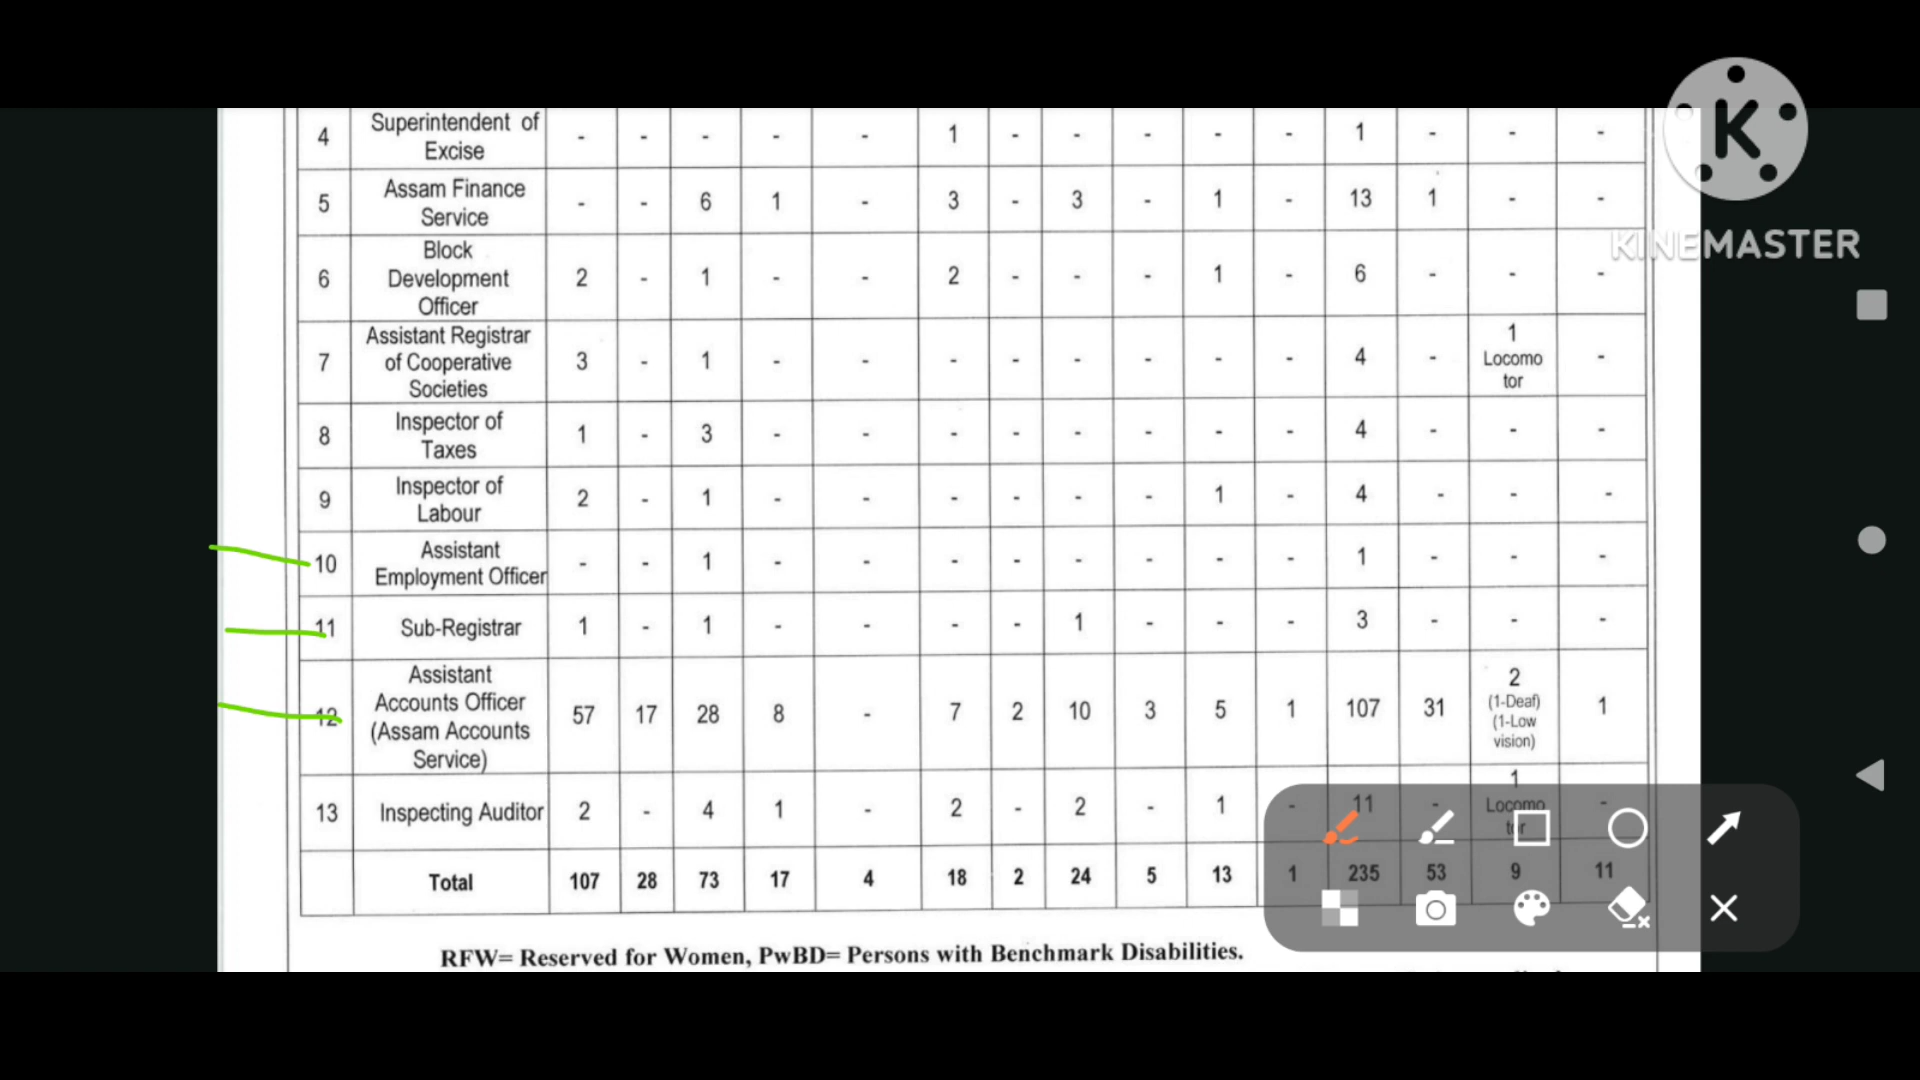 4 Superintendent of Excise - - - - - 1 - - - - - 1 - - -
5 Assam Finance Service - - 6 1 - 3 - 3 - 1 - 13 1 - -
6 Block Development Officer 2 - 1 - - 2 - - - 1 - 6 - - -
7 Assistant Registrar of Cooperative Societies 3 - 1 - - - - - - - - 4 - 1 Locomo tor -
8 Inspector of Taxes 1 - 3 - - - - - - - - 4 - - -
9 Inspector of Labour 2 - 1 - - - - - - 1 - 4 - - -
10 Assistant Employment Officer - - 1 - - - - - - - - 1 - - -
11 Sub-Registrar 1 - 1 - - - - 1 - - - 3 - - -
12 Assistant Accounts Officer (Assam Accounts Service) 57 17 28 8 - 7 2 10 3 5 1 107 31 2 (1-Deaf) (1-Low vision) 1
13 Inspecting Auditor 2 - 4 1 - 2 - 2 - 1 - 11 - 1 Locomo tor -
Total 107 28 73 17 4 18 2 24 5 13 1 235 53 9 11
RFW= Reserved for Women, PwBD= Persons with Benchmark Disabilities.
K
KINEMASTER